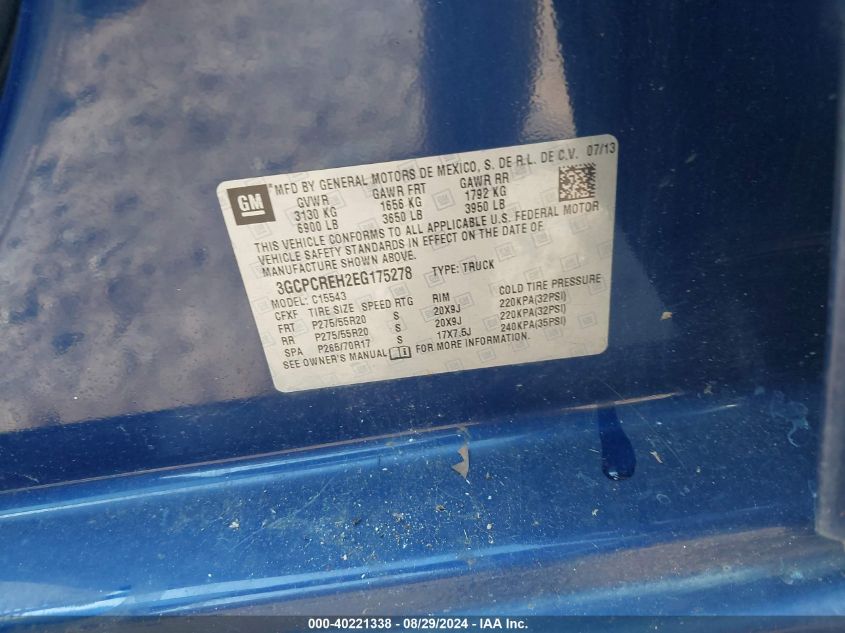 GM
MFD BY GENERAL MOTORS DE MEXICO, S. DE R.L. DE C.V. 07/13
GVWR GAWR FRT GAWR RR
3130 KG 1656 KG 1792 KG
6900 LB 3650 LB 3950 LB
THIS VEHICLE CONFORMS TO ALL APPLICABLE U.S. FEDERAL MOTOR
VEHICLE SAFETY STANDARDS IN EFFECT ON THE DATE OF
MANUFACTURE SHOWN ABOVE.
3GCPCREH2EG175278 TYPE: TRUCK
MODEL: C15543
CFXF TIRE SIZE SPEED RTG RIM COLD TIRE PRESSURE
FRT P275/55R20 S 20X9J 220KPA(32PSI)
RR P275/55R20 S 20X9J 220KPA(32PSI)
SPA P265/70R17 S 17X7.5J 240KPA(35PSI)
SEE OWNER'S MANUAL FOR MORE INFORMATION.
000-40221338 - 08/29/2024 - IAA Inc.